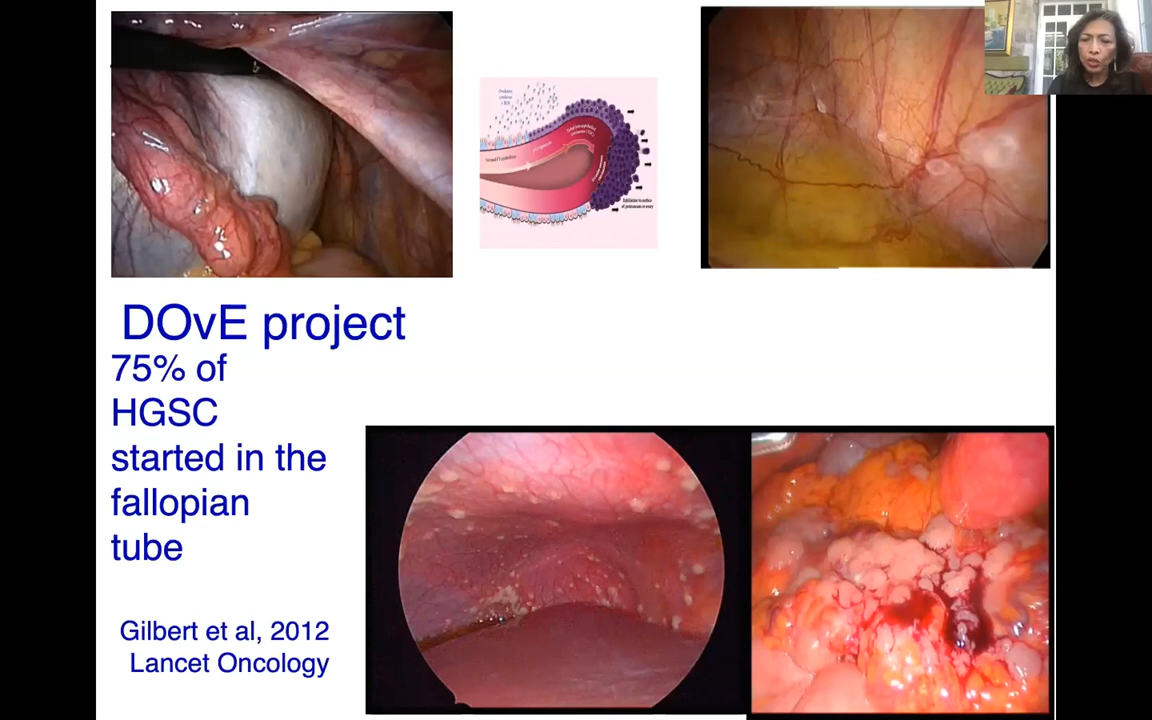 DOvE project
75% of
HGSC
started in the
fallopian
tube
Gilbert et al, 2012
Lancet Oncology